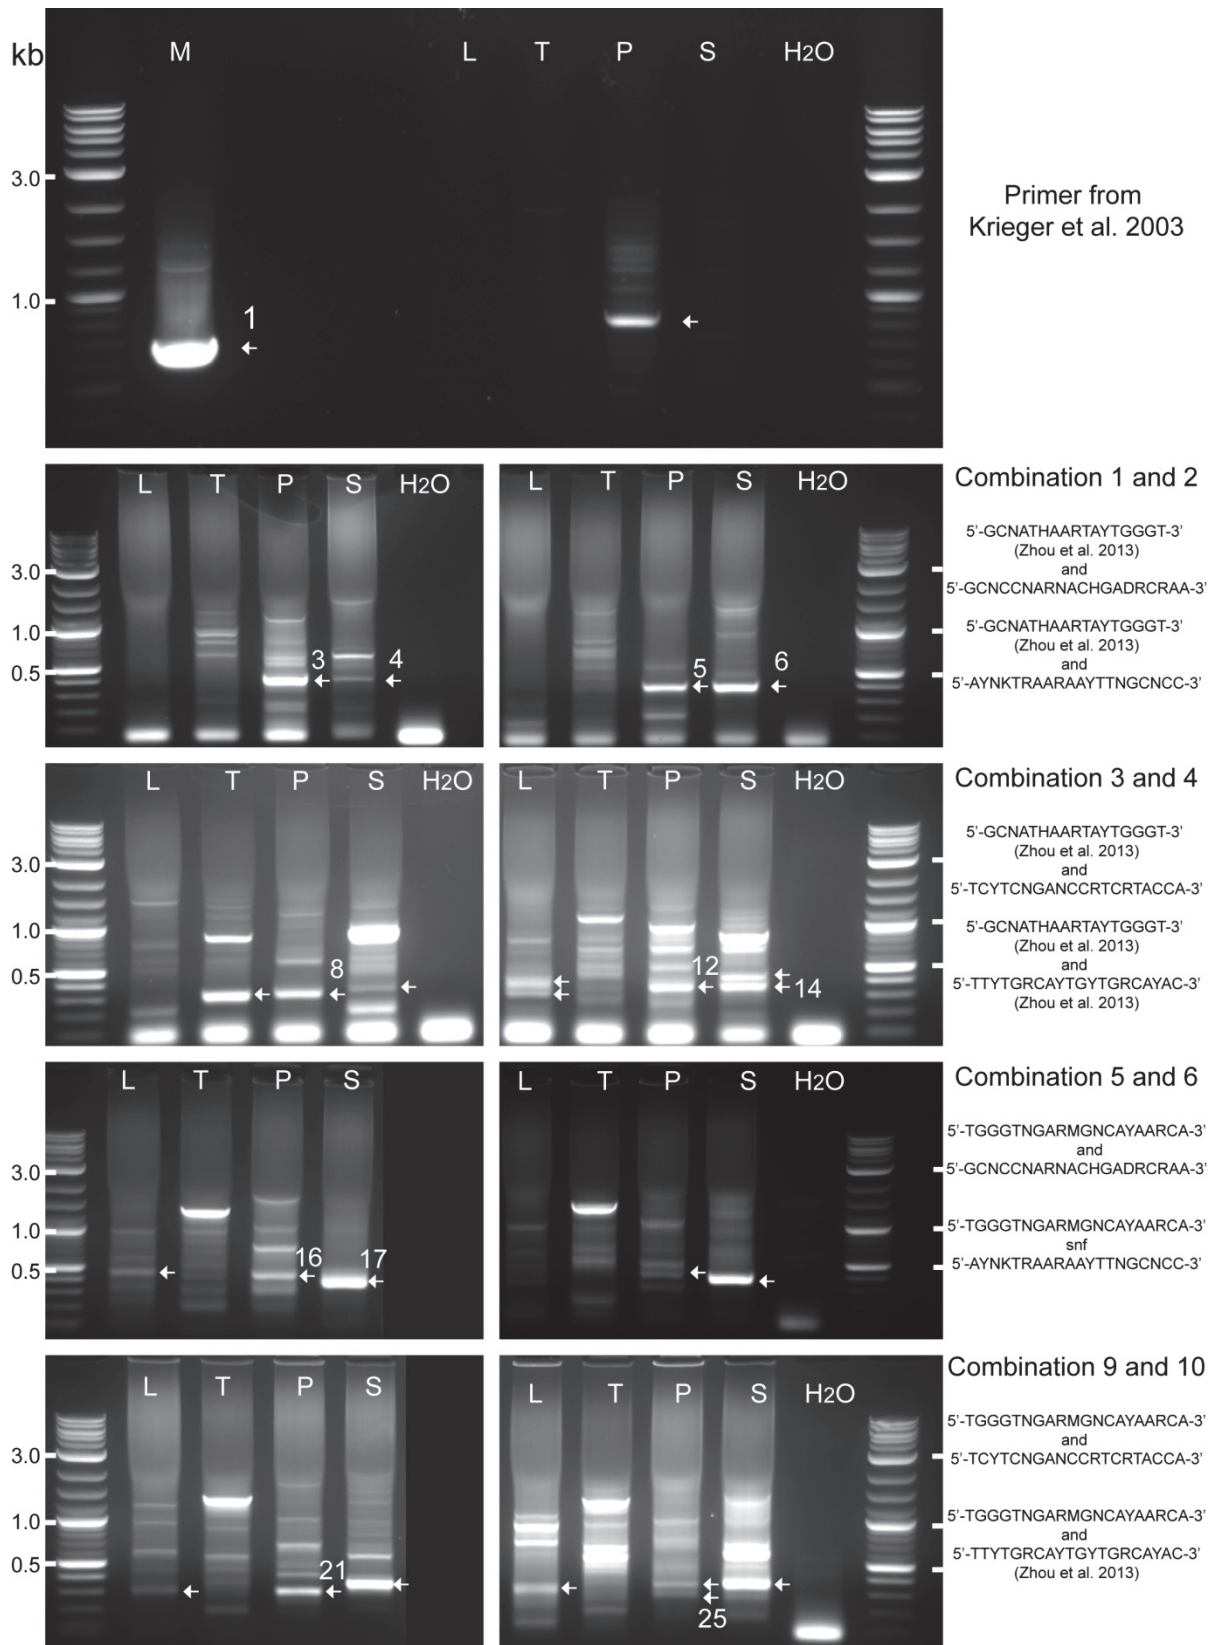 kb M L T P S H2O
3.0
1.0
1
Primer from
Krieger et al. 2003
L T P S H2O L T P S H2O
3.0
1.0
0.5
3 4 5 6
Combination 1 and 2
5'-GCNATHAARTAYTGGGT-3'
(Zhou et al. 2013)
and
5'-GCNCCNARNACHGADRCRAA-3'
5'-GCNATHAARTAYTGGGT-3'
(Zhou et al. 2013)
and
5'-AYNKTRAARAAYTTNGCNCC-3'
L T P S H2O L T P S H2O
3.0
1.0
0.5
8 12 14
Combination 3 and 4
5'-GCNATHAARTAYTGGGT-3'
(Zhou et al. 2013)
and
5'-TCYTCNGANCCRTCRTACCA-3'
5'-GCNATHAARTAYTGGGT-3'
(Zhou et al. 2013)
and
5'-TTYTGRCAYTGYTGRCAYAC-3'
(Zhou et al. 2013)
L T P S L T P S H2O
3.0
1.0
0.5
16 17
Combination 5 and 6
5'-TGGGTNGARMGNCAYAARCA-3'
and
5'-GCNCCNARNACHGADRCRAA-3'
5'-TGGGTNGARMGNCAYAARCA-3'
snf
5'-AYNKTRAARAAYTTNGCNCC-3'
L T P S L T P S H2O
3.0
1.0
0.5
21 25
Combination 9 and 10
5'-TGGGTNGARMGNCAYAARCA-3'
and
5'-TCYTCNGANCCRTCRTACCA-3'
5'-TGGGTNGARMGNCAYAARCA-3'
and
5'-TTYTGRCAYTGYTGRCAYAC-3'
(Zhou et al. 2013)